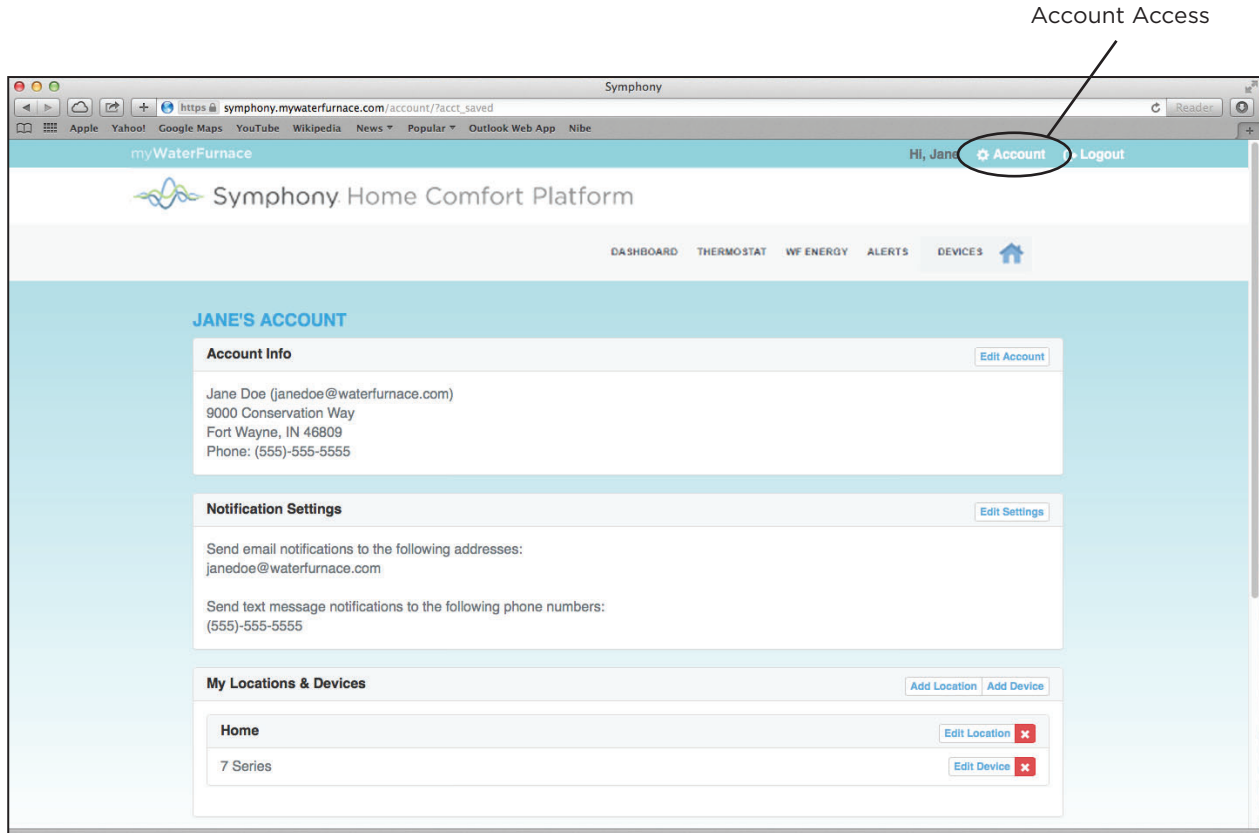 Account Access
Symphony
https symphony.mywaterfurnace.com/account/?acct_saved
Reader
Apple Yahoo! Google Maps YouTube Wikipedia News Popular Outlook Web App Nibe
myWaterFurnace
Hi, Jane Account Logout
Symphony Home Comfort Platform
DASHBOARD THERMOSTAT WF ENERGY ALERTS DEVICES
JANE'S ACCOUNT
Account Info
Edit Account
Jane Doe (janedoe@waterfurnace.com)
9000 Conservation Way
Fort Wayne, IN 46809
Phone: (555)-555-5555
Notification Settings
Edit Settings
Send email notifications to the following addresses:
janedoe@waterfurnace.com
Send text message notifications to the following phone numbers:
(555)-555-5555
My Locations & Devices
Add Location Add Device
Home
Edit Location
7 Series
Edit Device